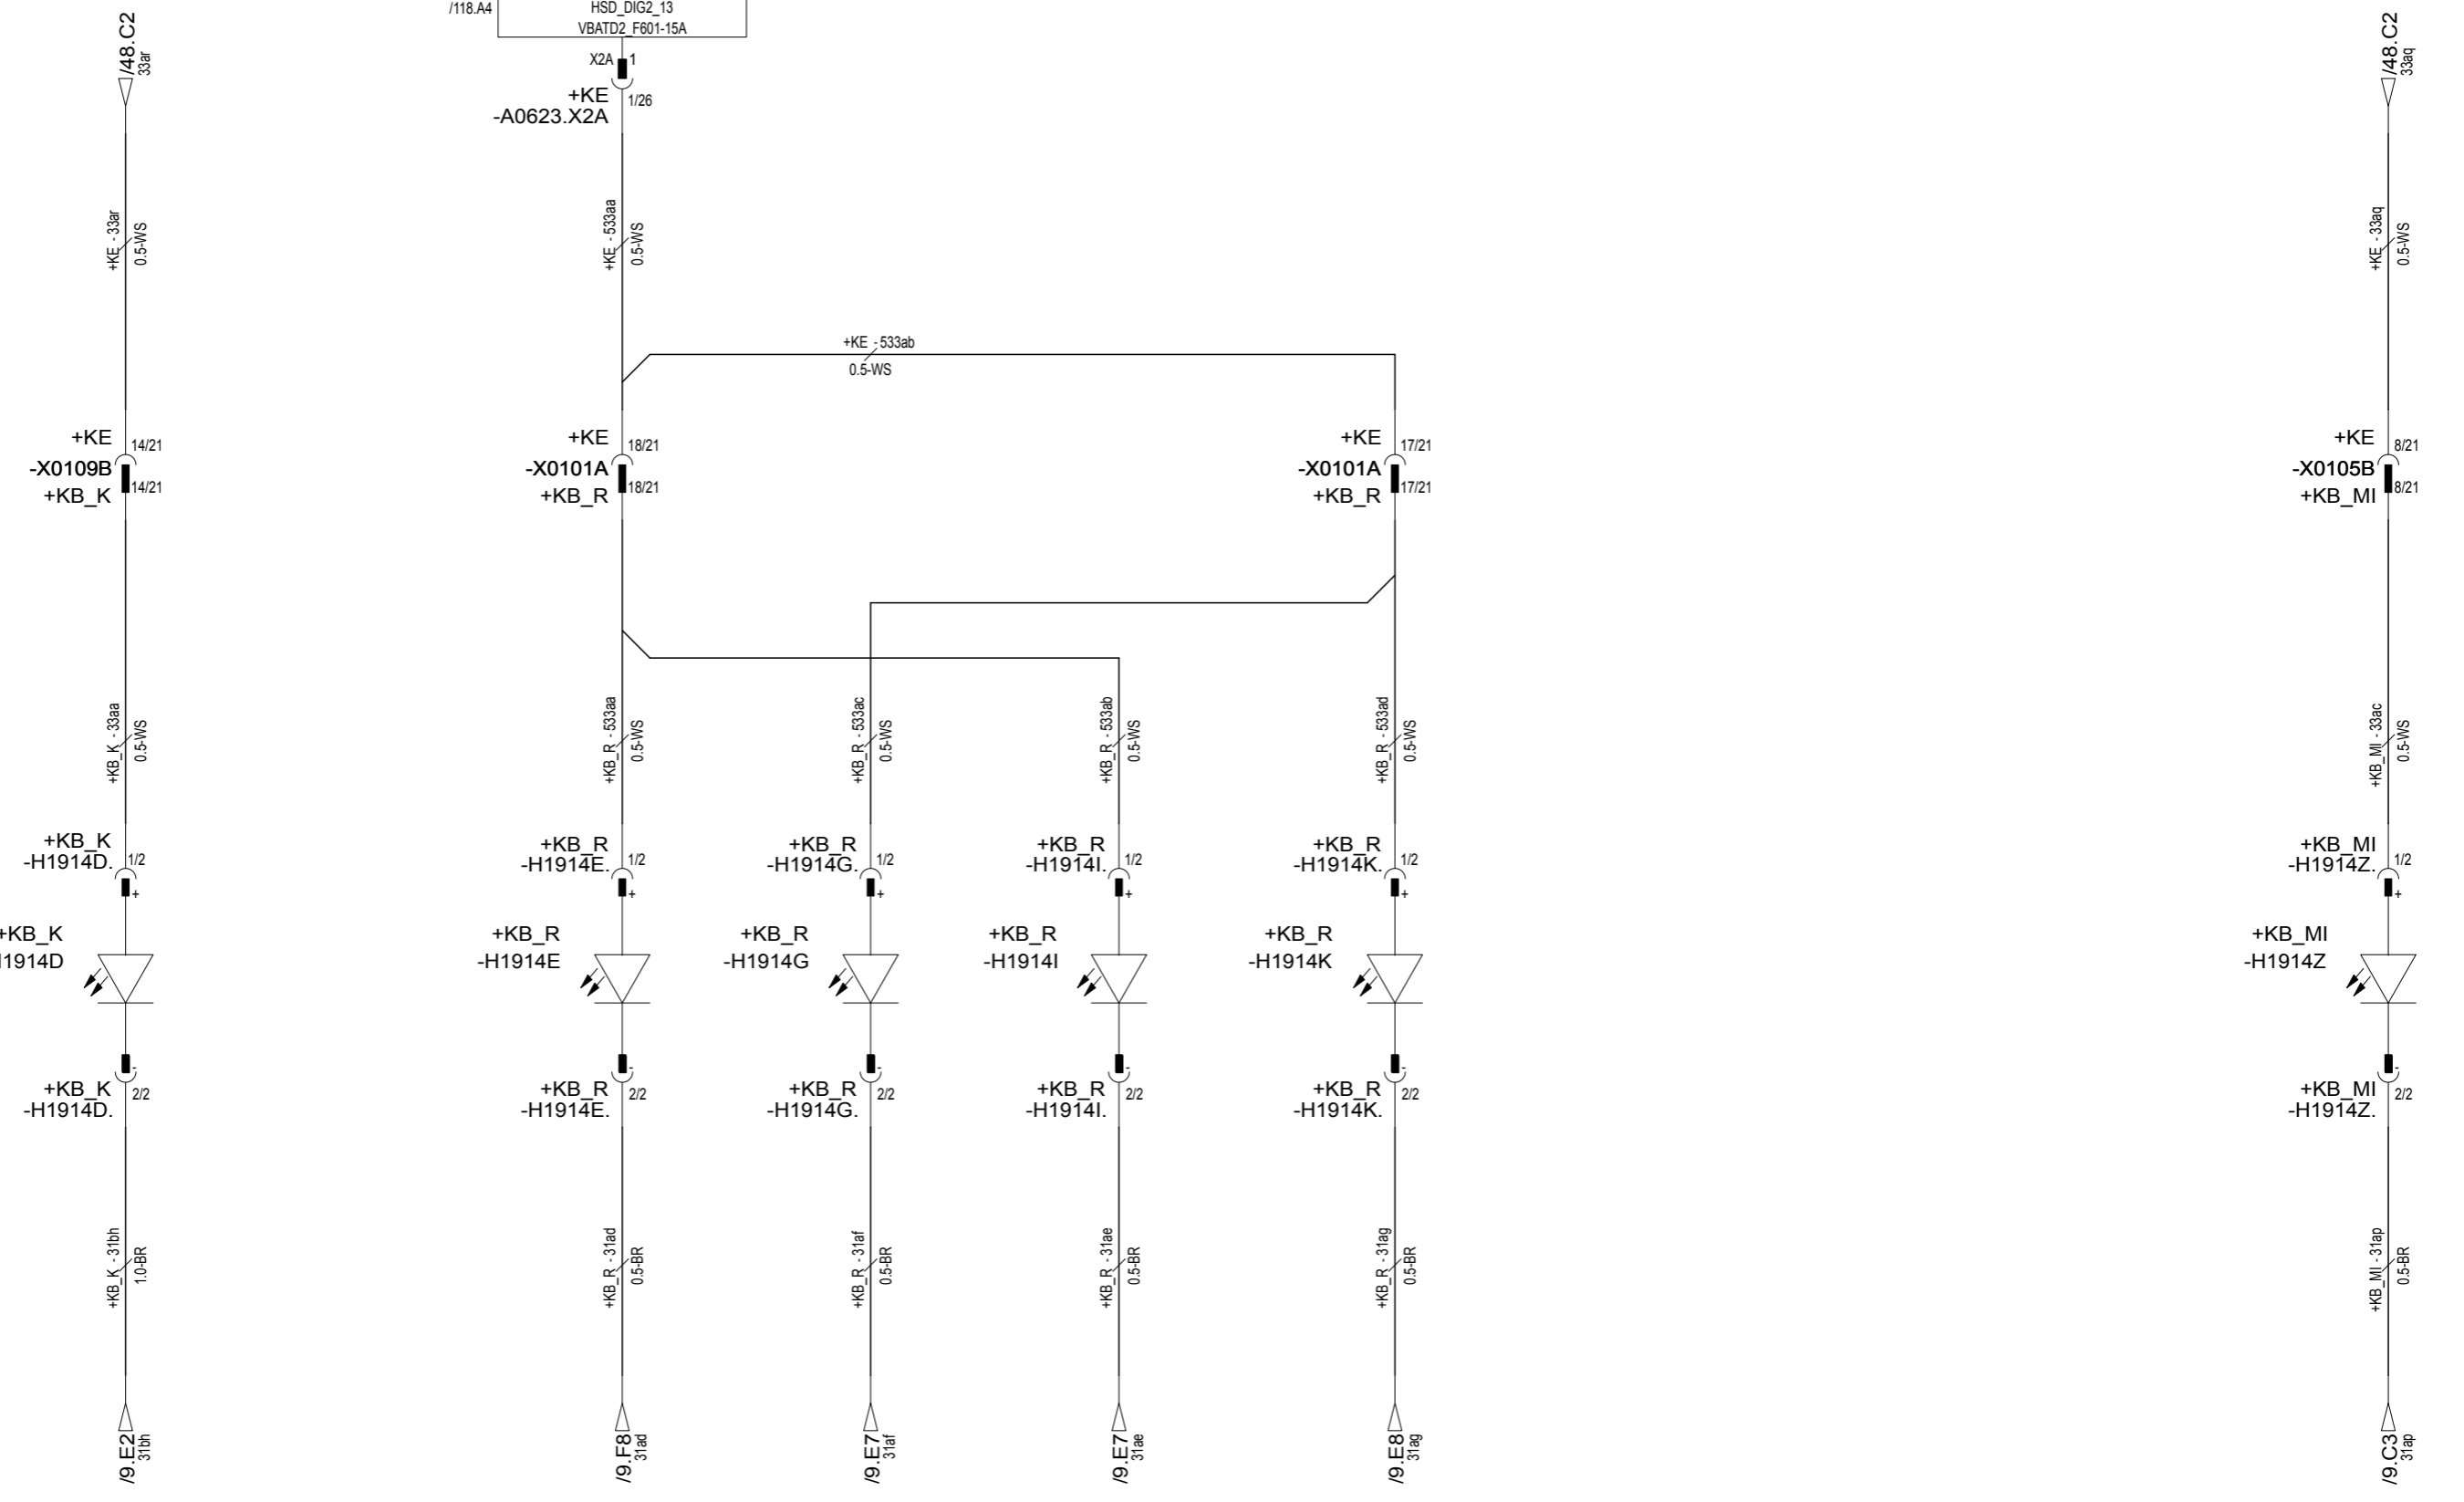 /118.A4
HSD_DIG2_13
VBATD2_F601-15A
/48.C2
33ar
X2A 1
+KE 1/26
-A0623.X2A
/48.C2
33aq
+KE - 33ar
0.5-WS
+KE - 533aa
0.5-WS
+KE - 33aq
0.5-WS
+KE - 533ab
0.5-WS
+KE 14/21
-X0109B
+KB_K 14/21
+KE 18/21
-X0101A
+KB_R 18/21
+KE 17/21
-X0101A
+KB_R 17/21
+KE 8/21
-X0105B
+KB_MI 8/21
+KB_K - 33aa
0.5-WS
+KB_R - 533aa
0.5-WS
+KB_R - 533ac
0.5-WS
+KB_R - 533ab
0.5-WS
+KB_R - 533ad
0.5-WS
+KB_MI - 33ac
0.5-WS
+KB_K
-H1914D. 1/2
+
+KB_R
-H1914E. 1/2
+
+KB_R
-H1914G. 1/2
+
+KB_R
-H1914I. 1/2
+
+KB_R
-H1914K. 1/2
+
+KB_MI
-H1914Z. 1/2
+
+KB_K
H1914D
+KB_R
-H1914E
+KB_R
-H1914G
+KB_R
-H1914I
+KB_R
-H1914K
+KB_MI
-H1914Z
-
+KB_K 2/2
-H1914D.
-
+KB_R 2/2
-H1914E.
-
+KB_R 2/2
-H1914G.
-
+KB_R 2/2
-H1914I.
-
+KB_R 2/2
-H1914K.
-
+KB_MI 2/2
-H1914Z.
+KB_K - 31bh
1.0-BR
+KB_R - 31ad
0.5-BR
+KB_R - 31af
0.5-BR
+KB_R - 31ae
0.5-BR
+KB_R - 31ag
0.5-BR
+KB_MI - 31ap
0.5-BR
/9.E2
31bh
/9.F8
31ad
/9.E7
31af
/9.E7
31ae
/9.E8
31ag
/9.C3
31ap